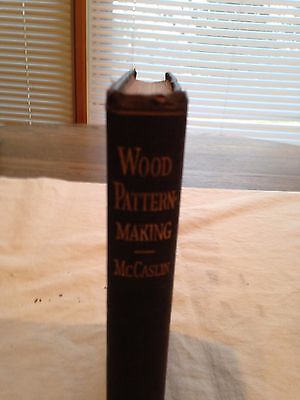 WOOD
PATTERN-
MAKING
MCCASLIN